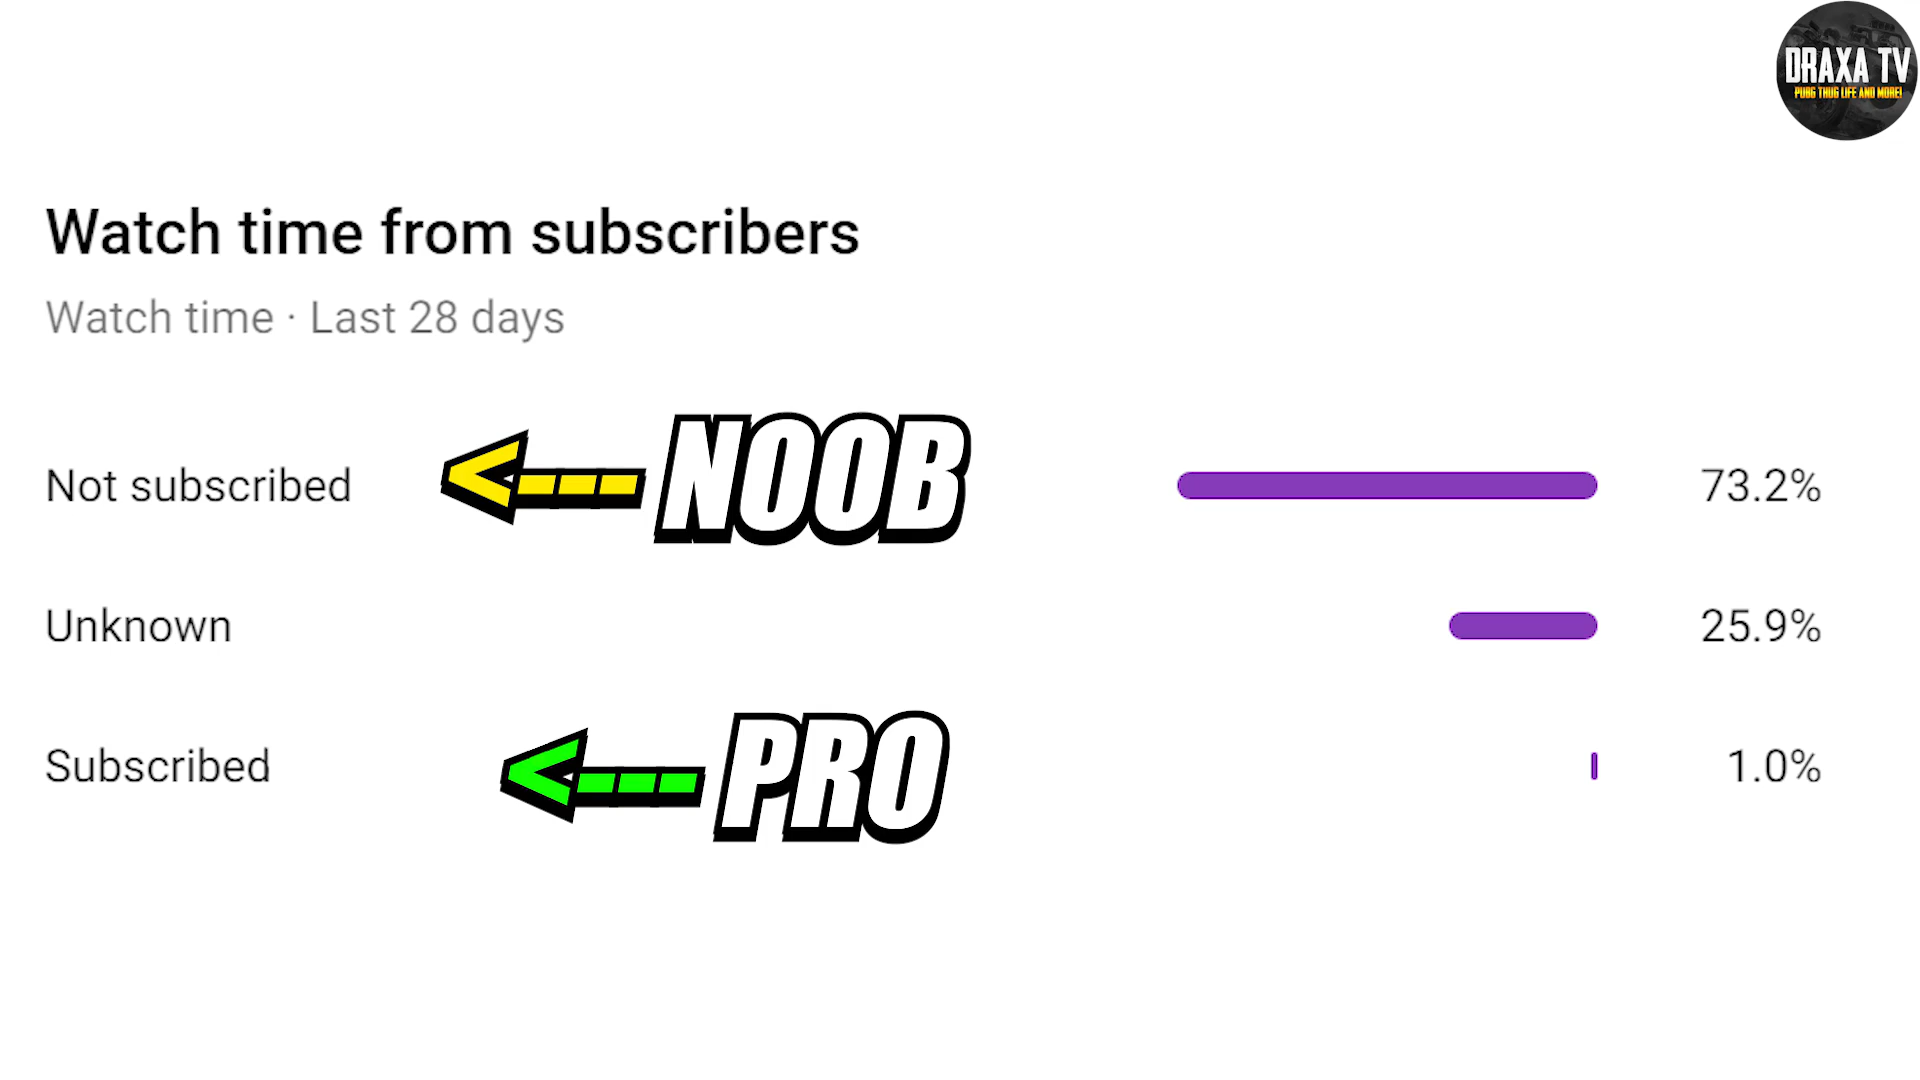 DRAXA TV
PUBG THUG LIFE AND MORE!
Watch time from subscribers
Watch time · Last 28 days
Not subscribed NOOB 73.2%
Unknown 25.9%
Subscribed PRO 1.0%